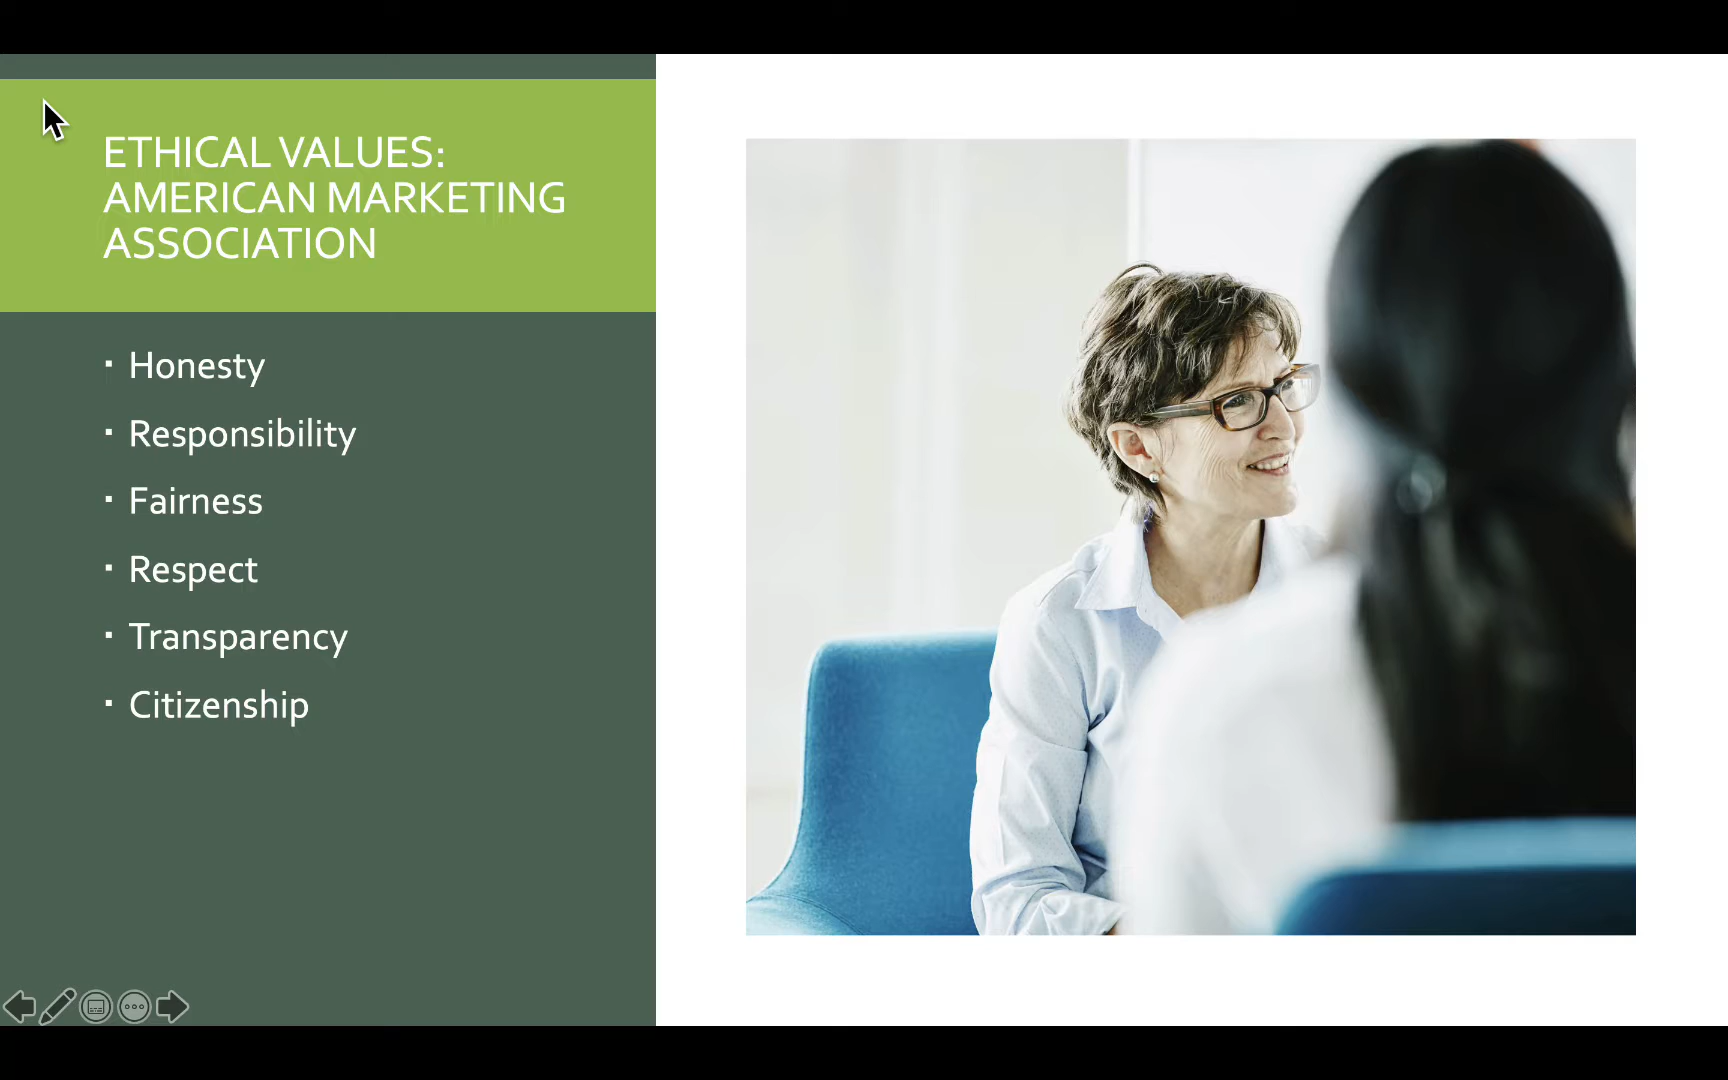 ETHICAL VALUES:
AMERICAN MARKETING
ASSOCIATION
▪ Honesty
▪ Responsibility
▪ Fairness
▪ Respect
▪ Transparency
▪ Citizenship